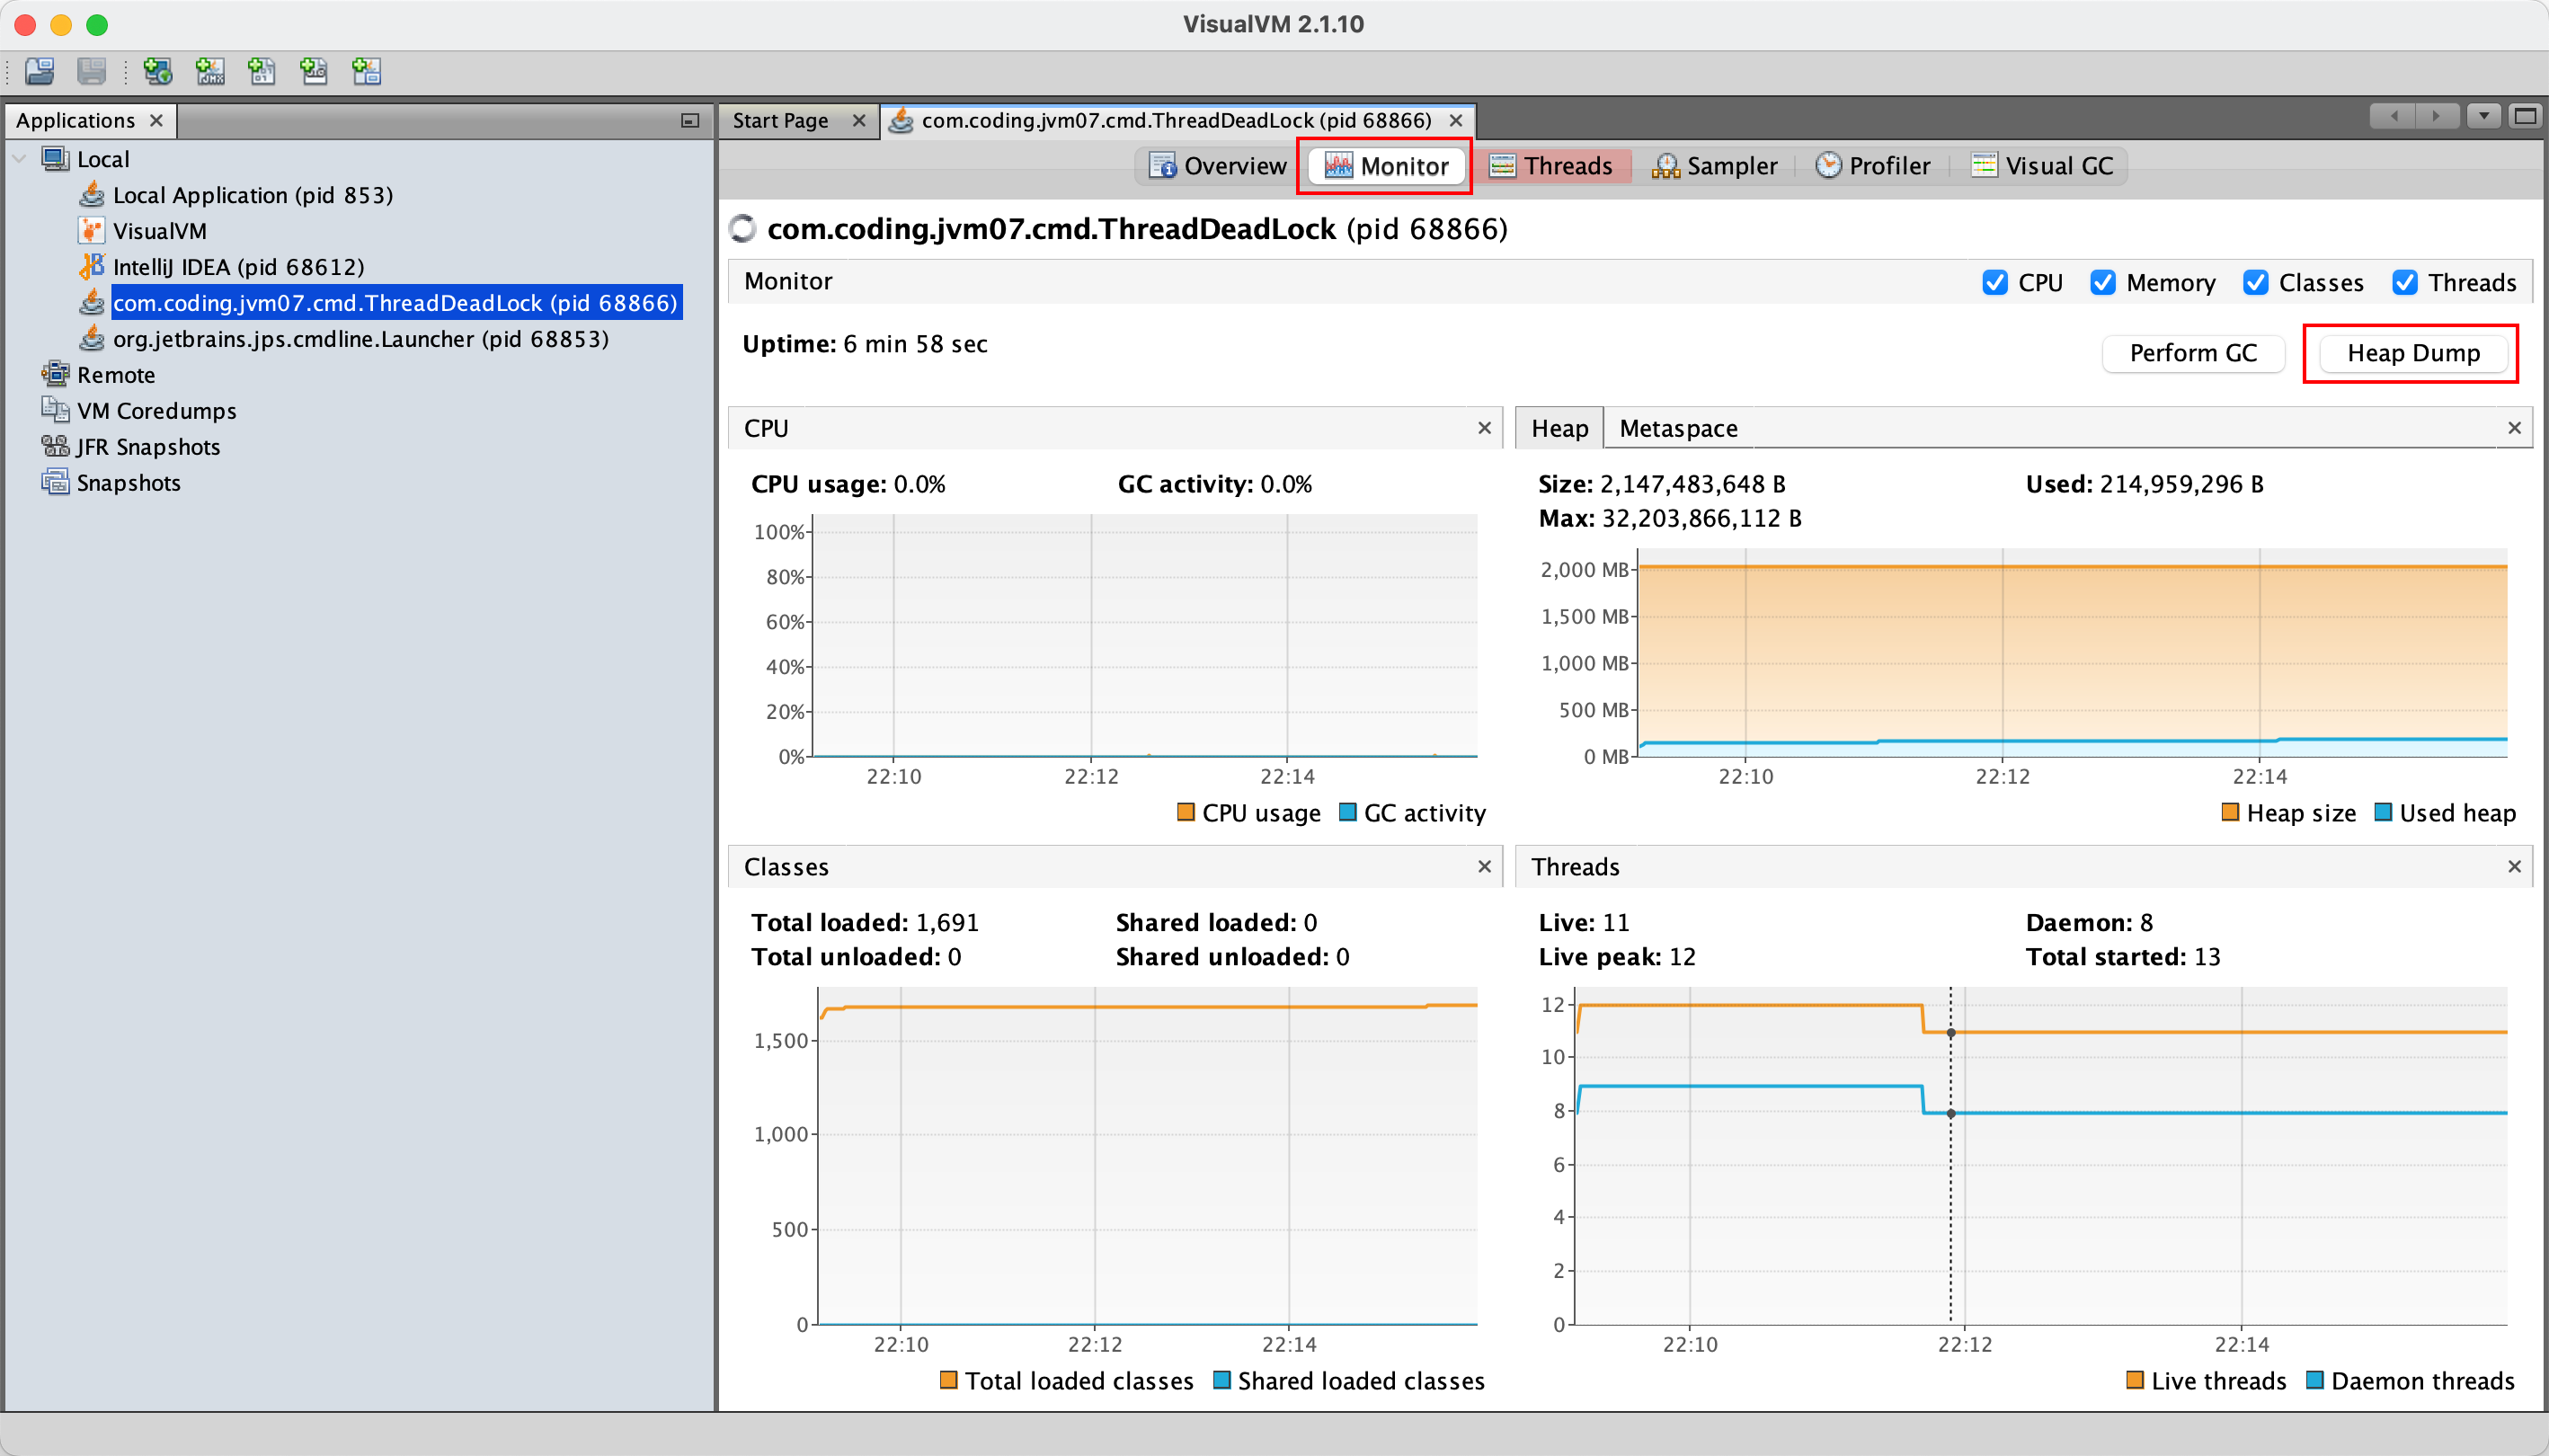 VisualVM 2.1.10
Applications
Start Page
com.coding.jvm07.cmd.ThreadDeadLock (pid 68866)
Local
Local Application (pid 853)
VisualVM
IntelliJ IDEA (pid 68612)
com.coding.jvm07.cmd.ThreadDeadLock (pid 68866)
org.jetbrains.jps.cmdline.Launcher (pid 68853)
Remote
VM Coredumps
JFR Snapshots
Snapshots
Overview Monitor Threads Sampler Profiler Visual GC
com.coding.jvm07.cmd.ThreadDeadLock (pid 68866)
Monitor
CPU Memory Classes Threads
Uptime: 6 min 58 sec
Perform GC Heap Dump
CPU
CPU usage: 0.0% GC activity: 0.0%
100%
80%
60%
40%
20%
0%
22:10 22:12 22:14
CPU usage GC activity
Heap Metaspace
Size: 2,147,483,648 B Used: 214,959,296 B
Max: 32,203,866,112 B
2,000 MB
1,500 MB
1,000 MB
500 MB
0 MB
22:10 22:12 22:14
Heap size Used heap
Classes
Total loaded: 1,691 Shared loaded: 0
Total unloaded: 0 Shared unloaded: 0
1,500
1,000
500
0
22:10 22:12 22:14
Total loaded classes Shared loaded classes
Threads
Live: 11 Daemon: 8
Live peak: 12 Total started: 13
12
10
8
6
4
2
0
22:10 22:12 22:14
Live threads Daemon threads